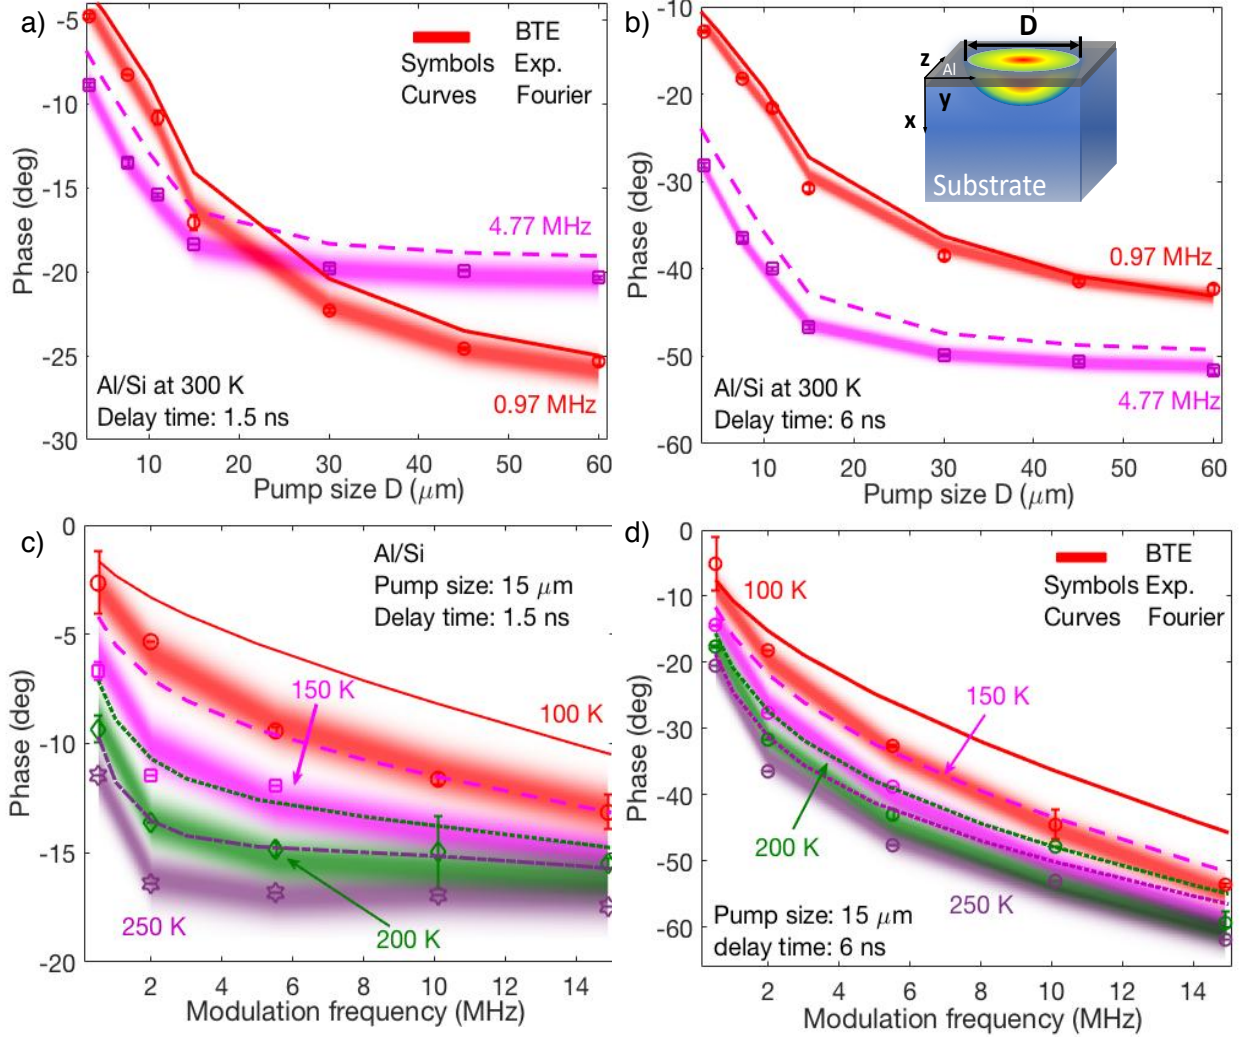 a)
-5
-10
-15
-20
-25
-30
Phase (deg)
BTE
Symbols Exp.
Curves Fourier
4.77 MHz
0.97 MHz
Al/Si at 300 K
Delay time: 1.5 ns
10 20 30 40 50 60
Pump size D (μm)
b)
-10
-20
-30
-40
-50
-60
Phase (deg)
D
z
Al
y
x
Substrate
0.97 MHz
4.77 MHz
Al/Si at 300 K
Delay time: 6 ns
10 20 30 40 50 60
Pump size D (μm)
c)
0
-5
-10
-15
-20
Phase (deg)
Al/Si
Pump size: 15 μm
Delay time: 1.5 ns
150 K
100 K
250 K
200 K
2 4 6 8 10 12 14
Modulation frequency (MHz)
d)
0
-10
-20
-30
-40
-50
-60
Phase (deg)
BTE
Symbols Exp.
Curves Fourier
100 K
150 K
200 K
250 K
Pump size: 15 μm
delay time: 6 ns
2 4 6 8 10 12 14
Modulation frequency (MHz)